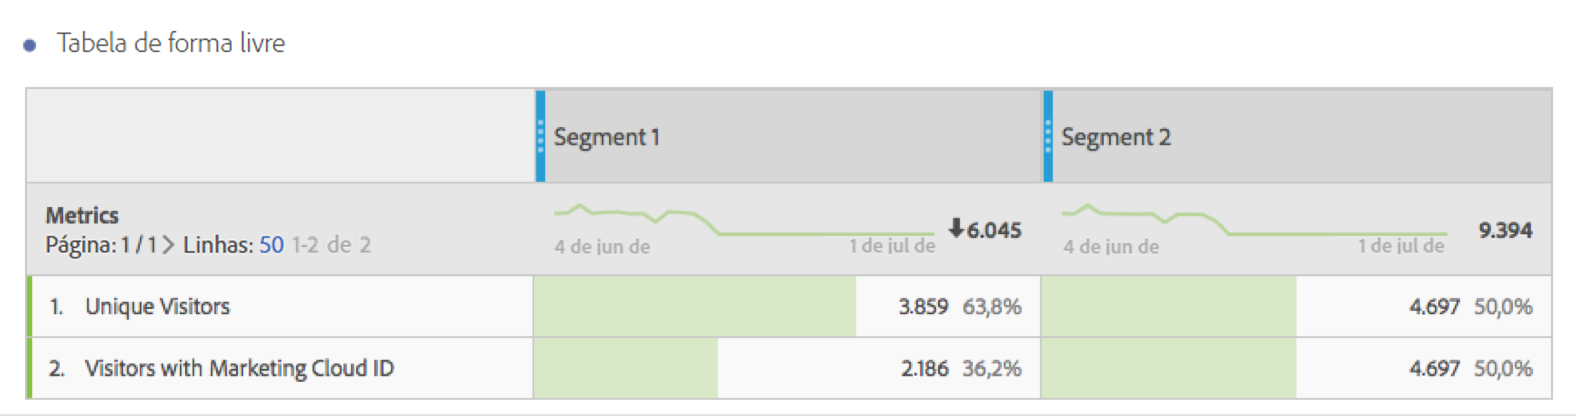 Tabela de forma livre
Segment 1
Segment 2
Metrics
Página: 1 / 1 > Linhas: 50 1-2 de 2
4 de jun de
1 de jul de
6.045
4 de jun de
1 de jul de
9.394
1. Unique Visitors
3.859 63,8%
4.697 50,0%
2. Visitors with Marketing Cloud ID
2.186 36,2%
4.697 50,0%